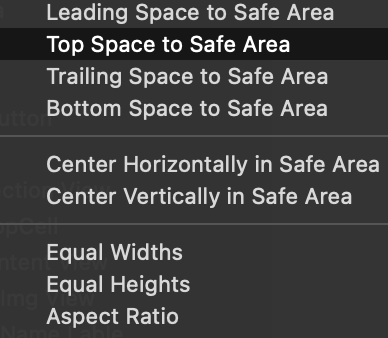 Leading Space to Safe Area
Top Space to Safe Area
Trailing Space to Safe Area
Bottom Space to Safe Area
Center Horizontally in Safe Area
Center Vertically in Safe Area
Equal Widths
Equal Heights
Aspect Ratio